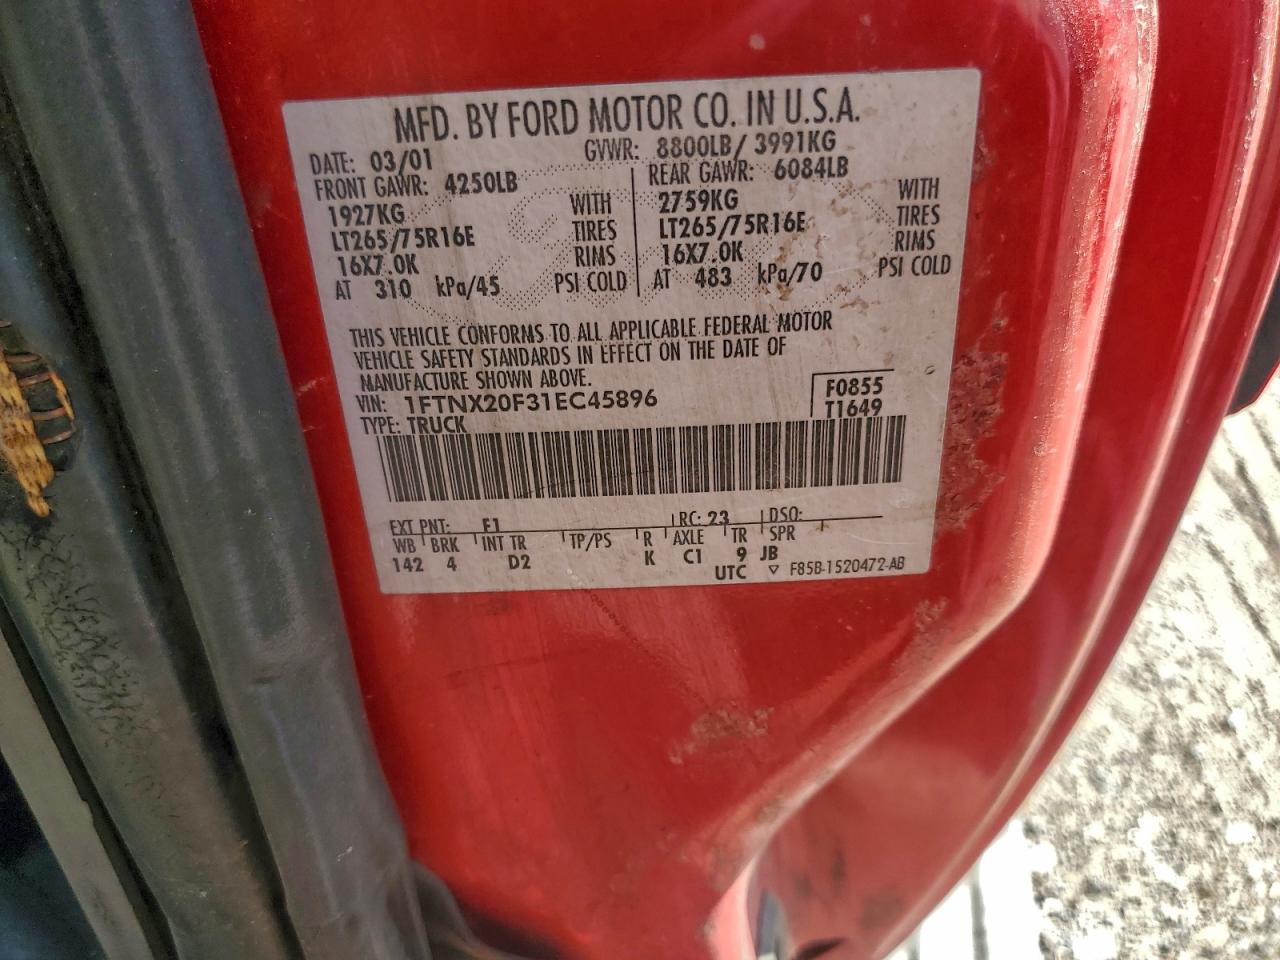 MFD. BY FORD MOTOR CO. IN U.S.A.
DATE: 03/01 GVWR: 8800LB/ 3991KG
FRONT GAWR: 4250LB REAR GAWR: 6084LB
1927KG WITH 2759KG WITH
LT265/75R16E TIRES LT265/75R16E TIRES
16X7.0K RIMS 16X7.0K RIMS
AT 310 kPa/45 PSI COLD AT 483 kPa/70 PSI COLD
THIS VEHICLE CONFORMS TO ALL APPLICABLE FEDERAL MOTOR
VEHICLE SAFETY STANDARDS IN EFFECT ON THE DATE OF
MANUFACTURE SHOWN ABOVE.
VIN: 1FTNX20F31EC45896 F0855
TYPE: TRUCK T1649
EXT PNT: E1 RC: 23 DSO:
WB BRK INT TR TP/PS R AXLE TR SPR
142 4 D2 K C1 9 JB
UTC ▽ F85B-1520472-AB